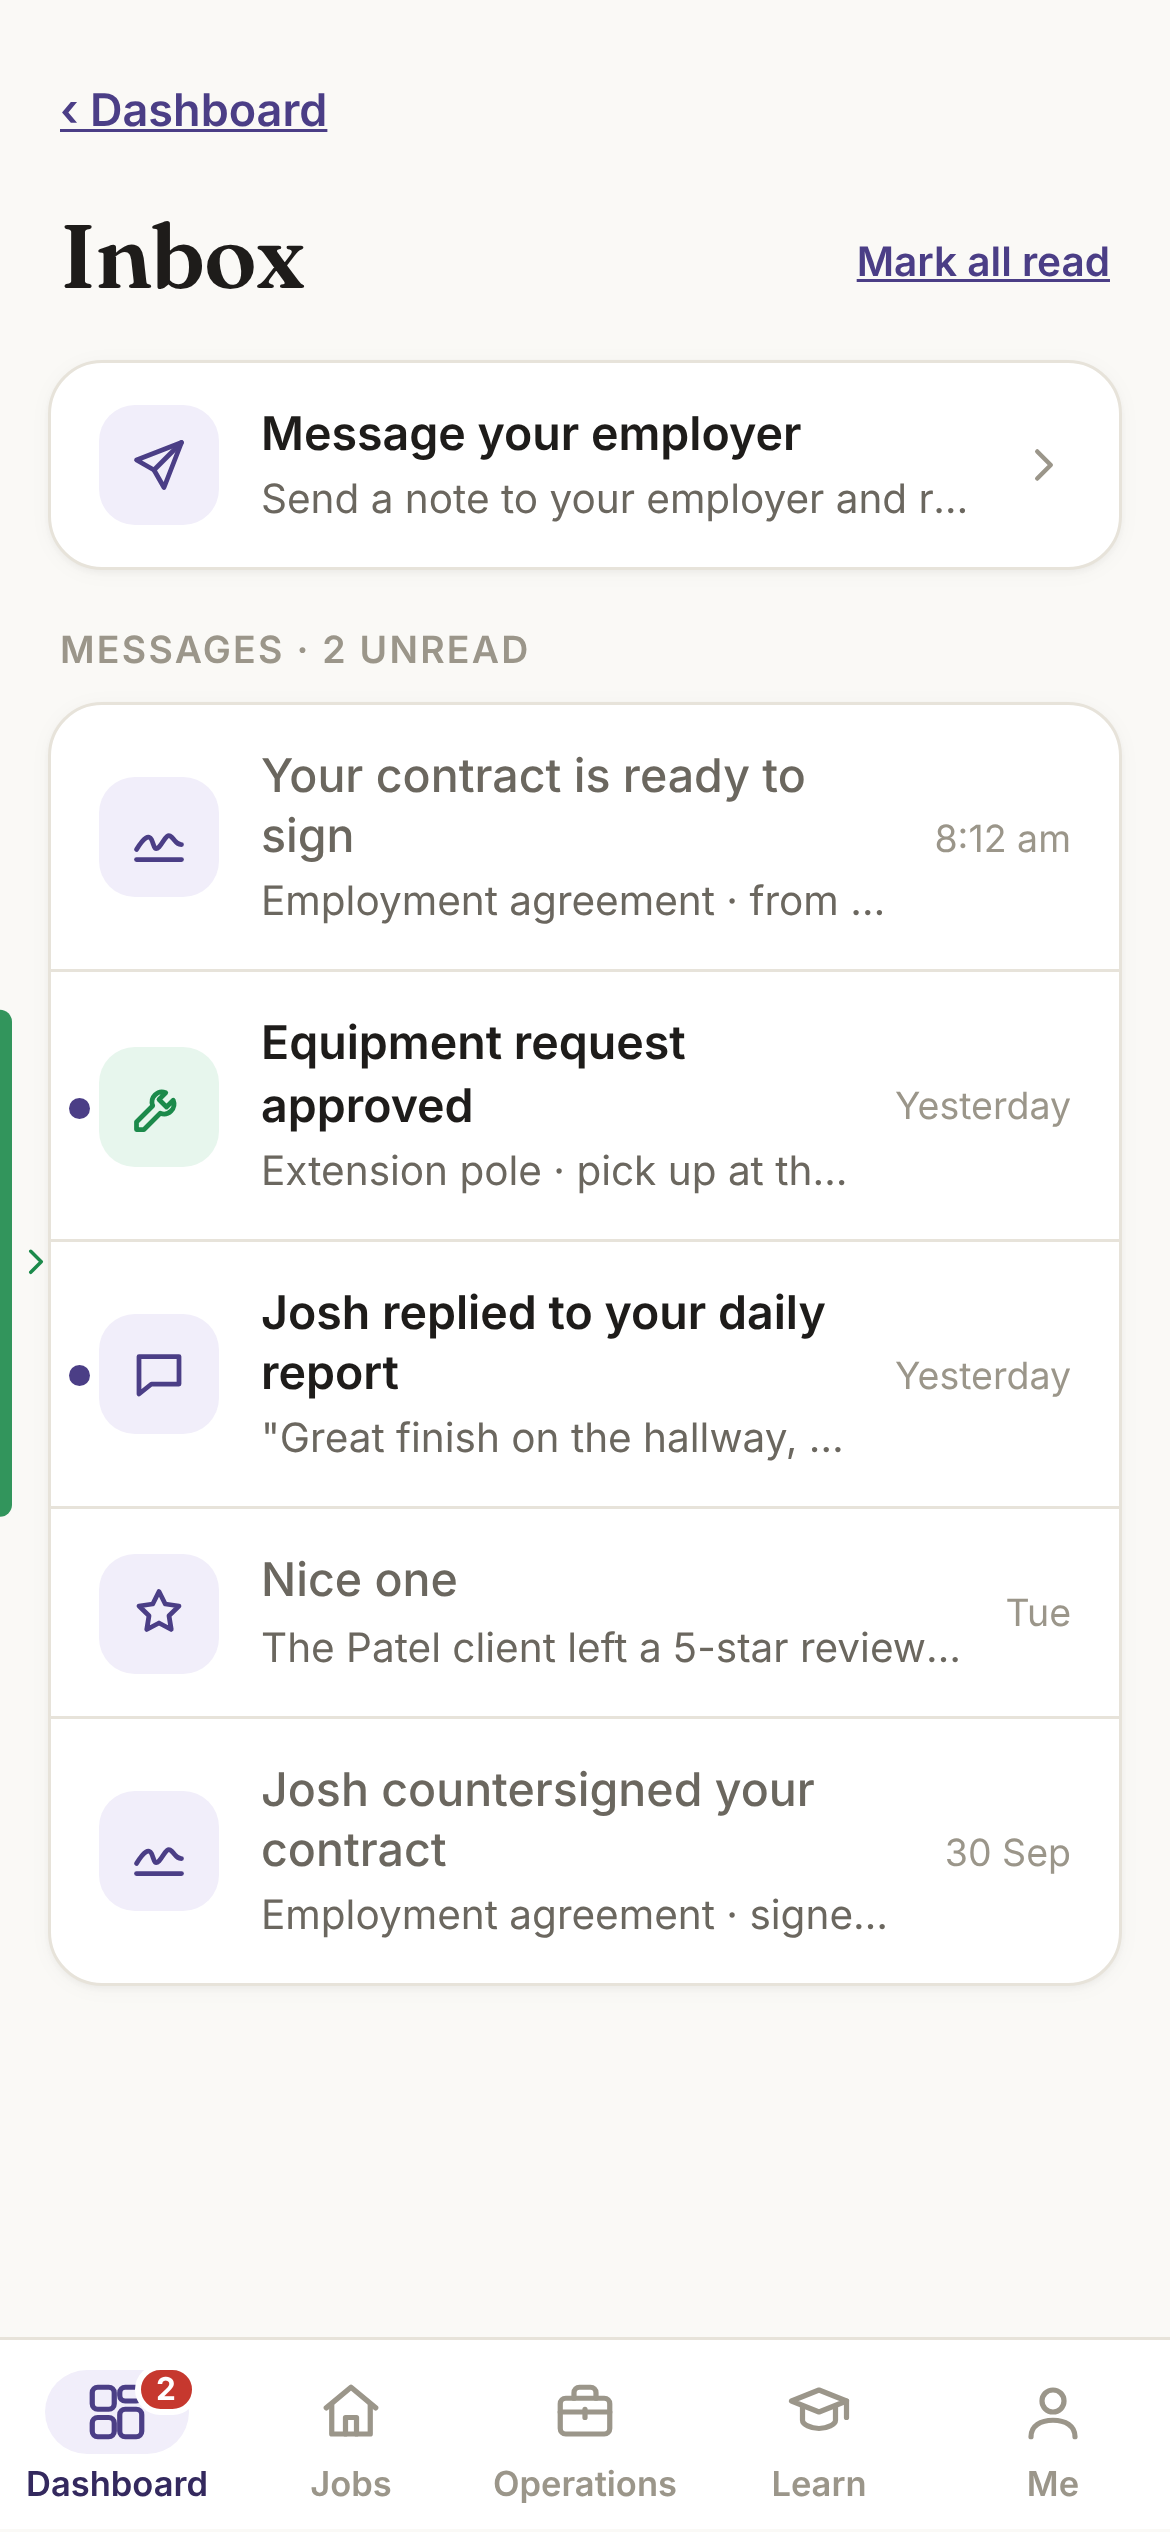 ‹ Dashboard
Inbox
Mark all read
Message your employer
Send a note to your employer and r...
MESSAGES · 2 UNREAD
Your contract is ready to
sign
8:12 am
Employment agreement · from ...
Equipment request
approved
Yesterday
Extension pole · pick up at th...
Josh replied to your daily
report
Yesterday
"Great finish on the hallway, ...
Nice one
Tue
The Patel client left a 5-star review...
Josh countersigned your
contract
30 Sep
Employment agreement · signe...
2
Dashboard
Jobs
Operations
Learn
Me